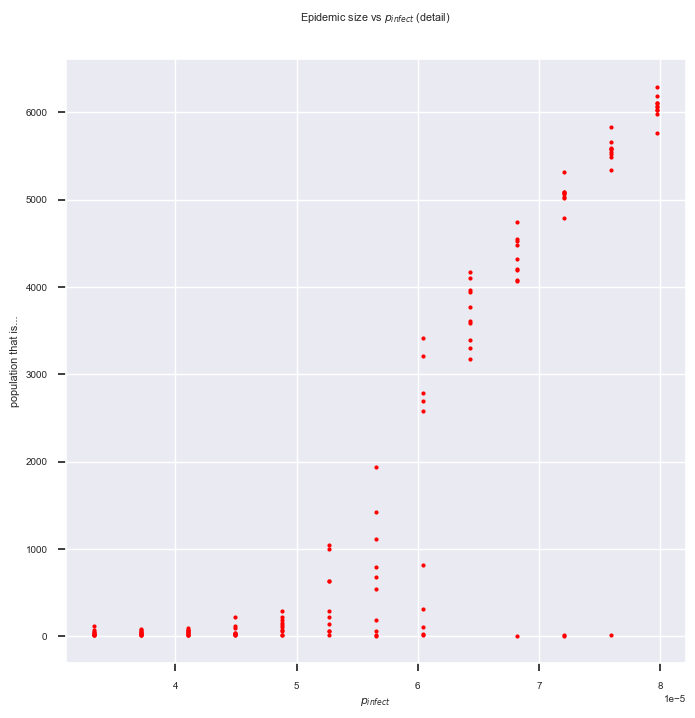 Epidemic size vs p_infect (detail)
6000
5000
4000
3000
2000
1000
0
population that is...
4 5 6 7 8
1e−5
p_infect